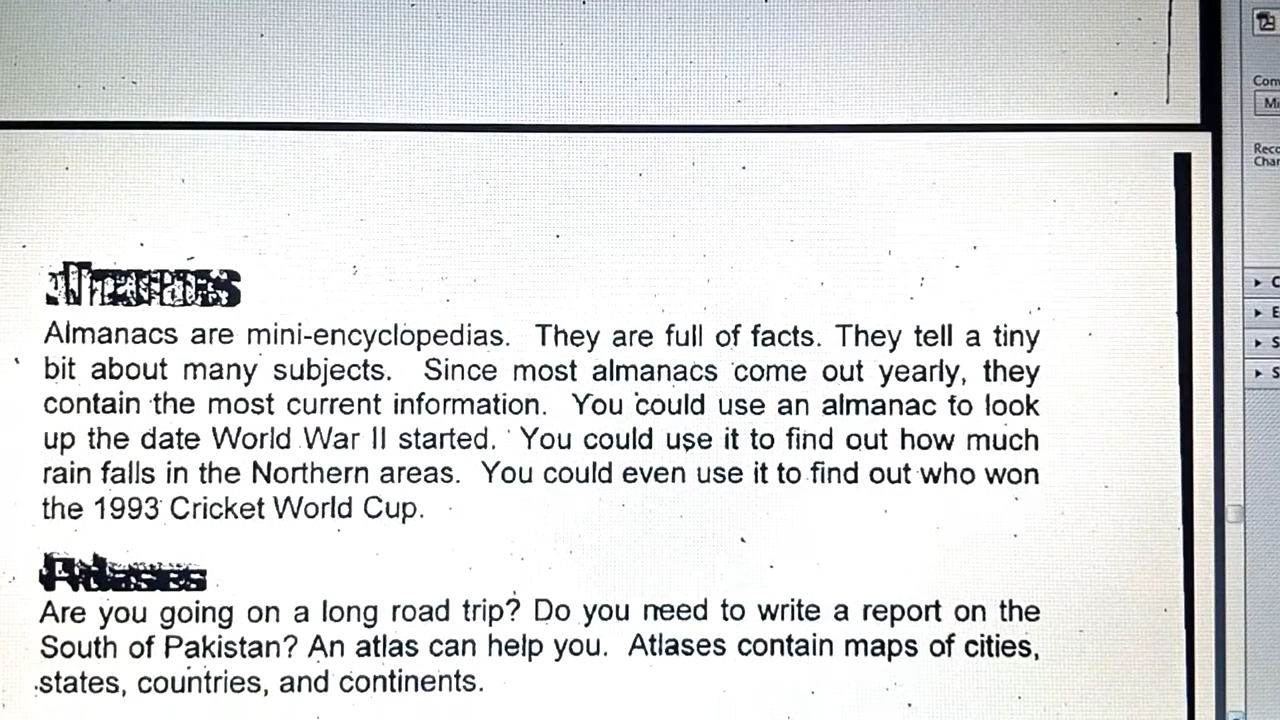 Almanacs
Almanacs are mini-encyclopedias. They are full of facts. They tell a tiny
bit about many subjects. Since most almanacs come out yearly, they
contain the most current information. You could use an almanac to look
up the date World War II started. You could use it to find out how much
rain falls in the Northern areas. You could even use it to find out who won
the 1993 Cricket World Cup.
Atlases
Are you going on a long road trip? Do you need to write a report on the
South of Pakistan? An atlas can help you. Atlases contain maps of cities,
states, countries, and continents.